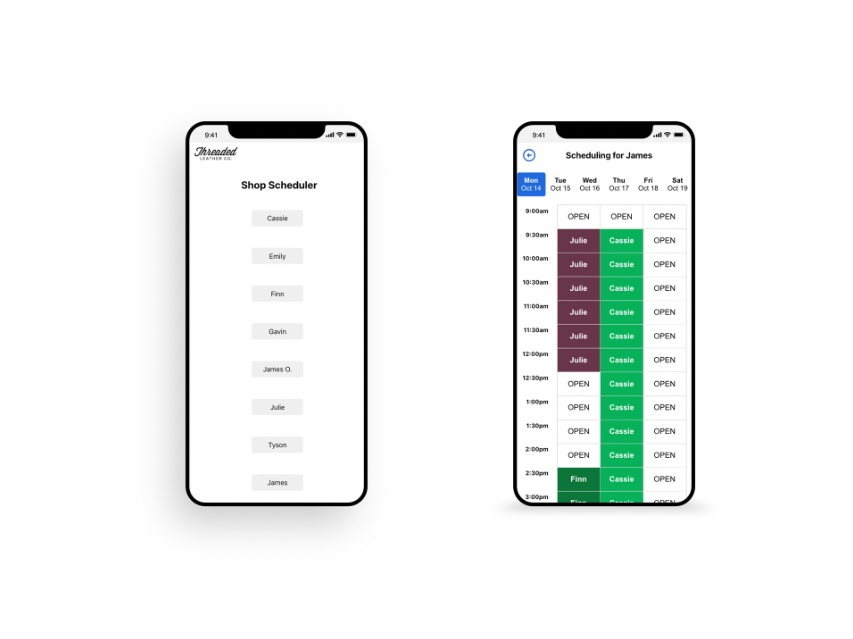 9:41
Threaded
LEATHER CO.
Shop Scheduler
Cassie
Emily
Finn
Gavin
James O.
Julie
Tyson
James
9:41
Scheduling for James
Mon Tue Wed Thu Fri Sat
Oct 14 Oct 15 Oct 16 Oct 17 Oct 18 Oct 19
9:00am OPEN OPEN OPEN
9:30am Julie Cassie OPEN
10:00am Julie Cassie OPEN
10:30am Julie Cassie OPEN
11:00am Julie Cassie OPEN
11:30am Julie Cassie OPEN
12:00pm Julie Cassie OPEN
12:30pm OPEN Cassie OPEN
1:00pm OPEN Cassie OPEN
1:30pm OPEN Cassie OPEN
2:00pm OPEN Cassie OPEN
2:30pm Finn Cassie OPEN
3:00pm Finn Cassie OPEN